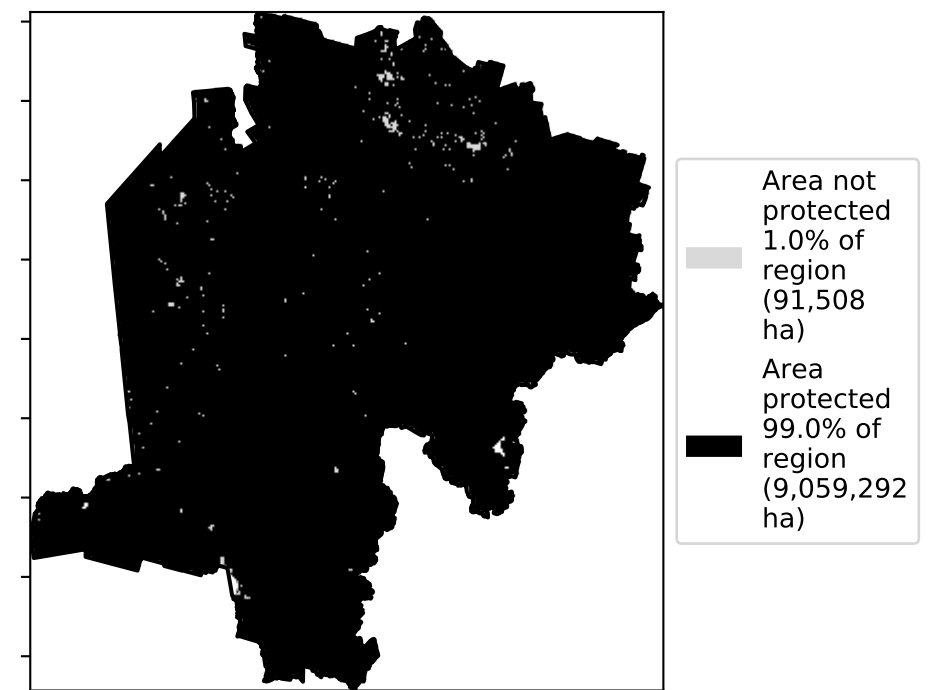 Area not
protected
1.0% of
region
(91,508
ha)
Area
protected
99.0% of
region
(9,059,292
ha)